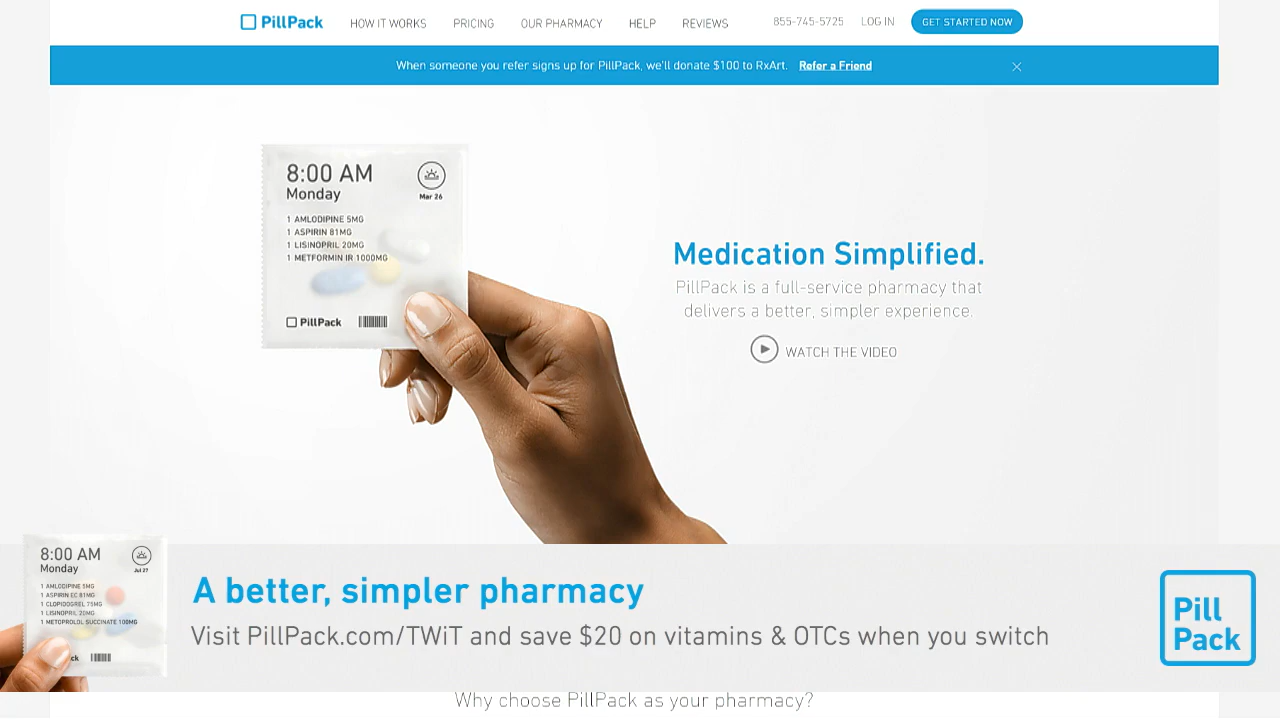 PillPack HOW IT WORKS PRICING OUR PHARMACY HELP REVIEWS 855-745-5725 LOG IN GET STARTED NOW
When someone you refer signs up for PillPack, we'll donate $100 to RxArt. Refer a Friend
8:00 AM
Monday
Mar 26
1 AMLODIPINE 5MG
1 ASPIRIN 81MG
1 LISINOPRIL 20MG
1 METFORMIN IR 1000MG
PillPack
Medication Simplified.
PillPack is a full-service pharmacy that
delivers a better, simpler experience.
WATCH THE VIDEO
8:00 AM
Monday
Jul 27
1 AMLODIPINE 5MG
1 ASPIRIN EC 81MG
1 CLOPIDOGREL 75MG
1 LISINOPRIL 20MG
1 METOPROLOL SUCCINATE 100MG
ck
A better, simpler pharmacy
Visit PillPack.com/TWiT and save $20 on vitamins & OTCs when you switch
Pill
Pack
Why choose PillPack as your pharmacy?